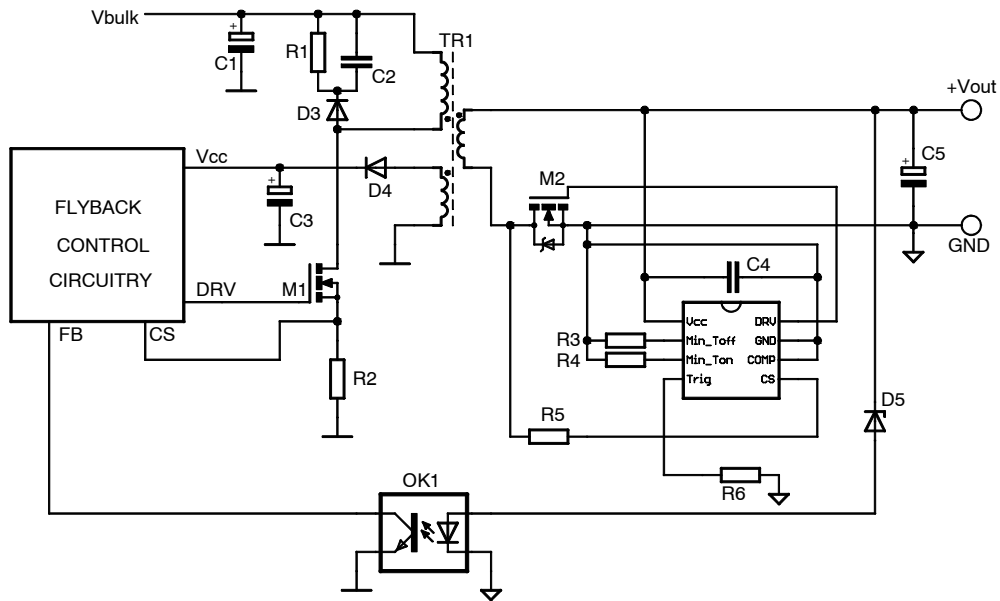 Vbulk
+
C1
R1
C2
TR1
D3
+Vout
+
C5
Vcc
D4
M2
+
C3
FLYBACK
CONTROL
CIRCUITRY
GND
C4
M1
DRV
Vcc
DRV
FB
CS
R3
Min_Toff
GND
R4
Min_Ton
COMP
R2
Trig
CS
D5
R5
OK1
R6